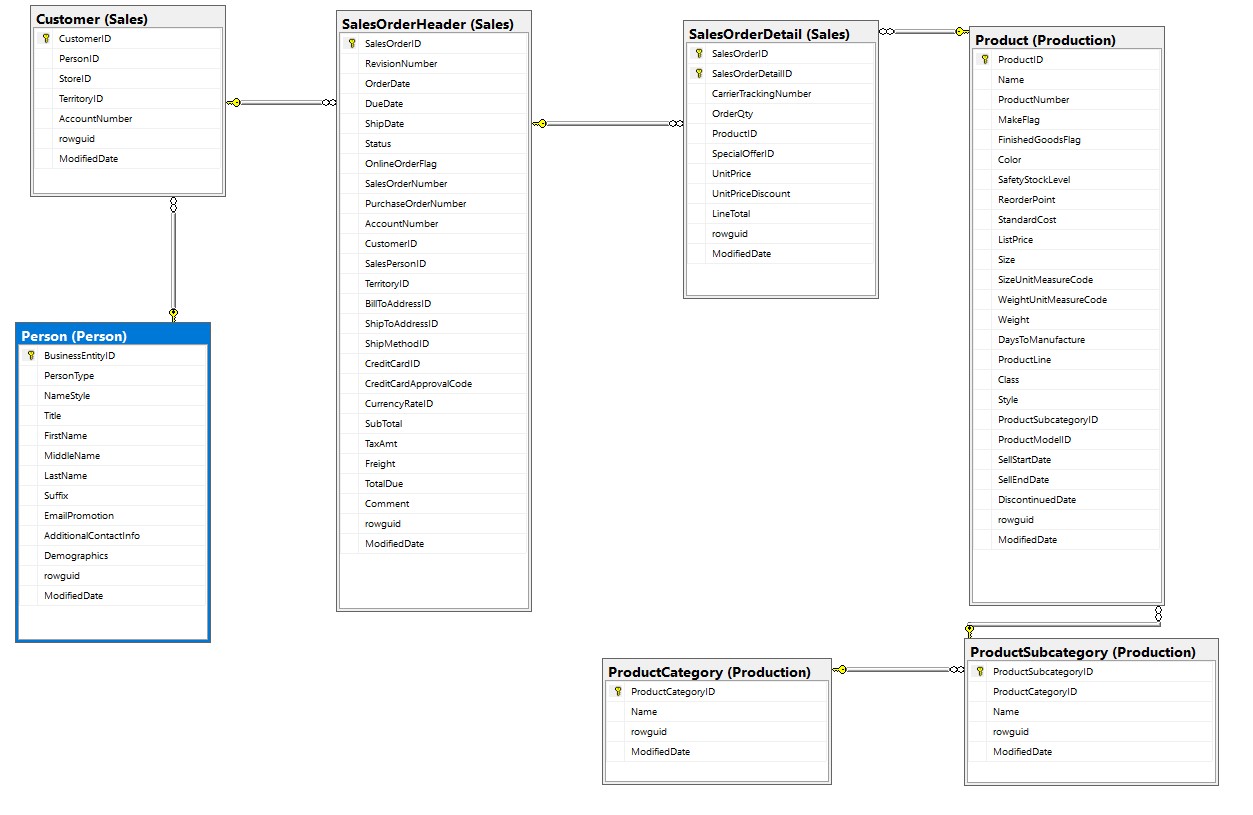 Customer (Sales)
CustomerID
PersonID
StoreID
TerritoryID
AccountNumber
rowguid
ModifiedDate
SalesOrderHeader (Sales)
SalesOrderID
RevisionNumber
OrderDate
DueDate
ShipDate
Status
OnlineOrderFlag
SalesOrderNumber
PurchaseOrderNumber
AccountNumber
CustomerID
SalesPersonID
TerritoryID
BillToAddressID
ShipToAddressID
ShipMethodID
CreditCardID
CreditCardApprovalCode
CurrencyRateID
SubTotal
TaxAmt
Freight
TotalDue
Comment
rowguid
ModifiedDate
SalesOrderDetail (Sales)
SalesOrderID
SalesOrderDetailID
CarrierTrackingNumber
OrderQty
ProductID
SpecialOfferID
UnitPrice
UnitPriceDiscount
LineTotal
rowguid
ModifiedDate
Product (Production)
ProductID
Name
ProductNumber
MakeFlag
FinishedGoodsFlag
Color
SafetyStockLevel
ReorderPoint
StandardCost
ListPrice
Size
SizeUnitMeasureCode
WeightUnitMeasureCode
Weight
DaysToManufacture
ProductLine
Class
Style
ProductSubcategoryID
ProductModelID
SellStartDate
SellEndDate
DiscontinuedDate
rowguid
ModifiedDate
Person (Person)
BusinessEntityID
PersonType
NameStyle
Title
FirstName
MiddleName
LastName
Suffix
EmailPromotion
AdditionalContactInfo
Demographics
rowguid
ModifiedDate
ProductCategory (Production)
ProductCategoryID
Name
rowguid
ModifiedDate
ProductSubcategory (Production)
ProductSubcategoryID
ProductCategoryID
Name
rowguid
ModifiedDate